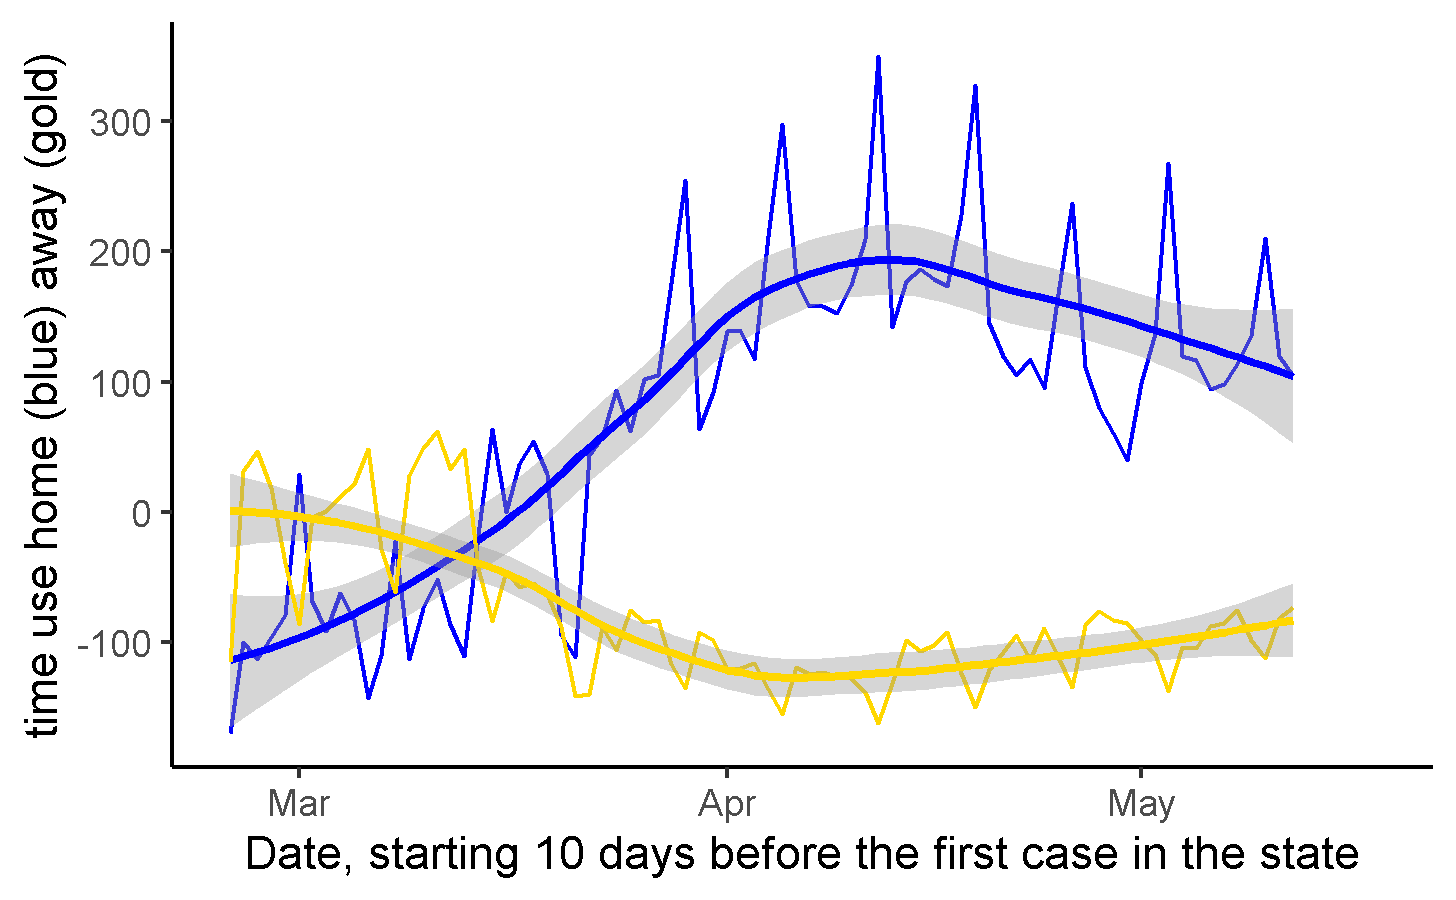 time use home (blue) away (gold)
300
200
100
0
-100
Mar Apr May
Date, starting 10 days before the first case in the state